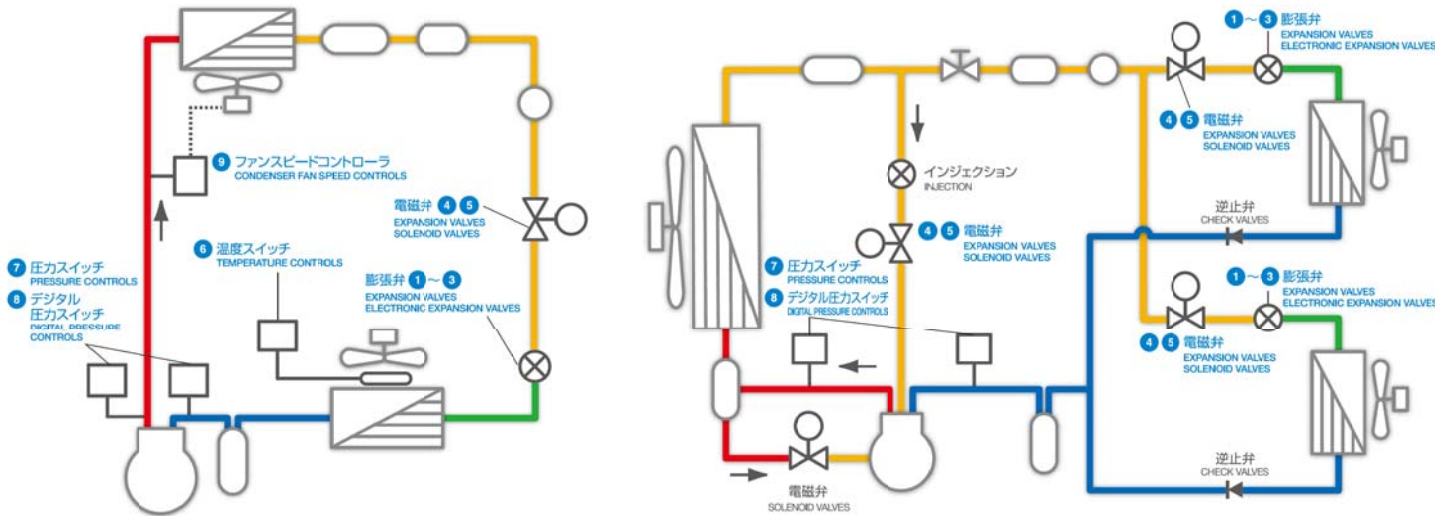 ⑨ ファンスピードコントローラ
CONDENSER FAN SPEED CONTROLS
電磁弁 ④ ⑤
EXPANSION VALVES
SOLENOID VALVES
⑥ 温度スイッチ
TEMPERATURE CONTROLS
⑦ 圧力スイッチ
PRESSURE CONTROLS
⑧ デジタル
圧力スイッチ
DIGITAL PRESSURE
CONTROLS
膨張弁 ①～③
EXPANSION VALVES
ELECTRONIC EXPANSION VALVES
①～③ 膨張弁
EXPANSION VALVES
ELECTRONIC EXPANSION VALVES
④ ⑤ 電磁弁
EXPANSION VALVES
SOLENOID VALVES
インジェクション
INJECTION
逆止弁
CHECK VALVES
④ ⑤ 電磁弁
EXPANSION VALVES
SOLENOID VALVES
⑦ 圧力スイッチ
PRESSURE CONTROLS
⑧ デジタル圧力スイッチ
DIGITAL PRESSURE CONTROLS
①～③ 膨張弁
EXPANSION VALVES
ELECTRONIC EXPANSION VALVES
④ ⑤ 電磁弁
EXPANSION VALVES
SOLENOID VALVES
逆止弁
CHECK VALVES
電磁弁
SOLENOID VALVES